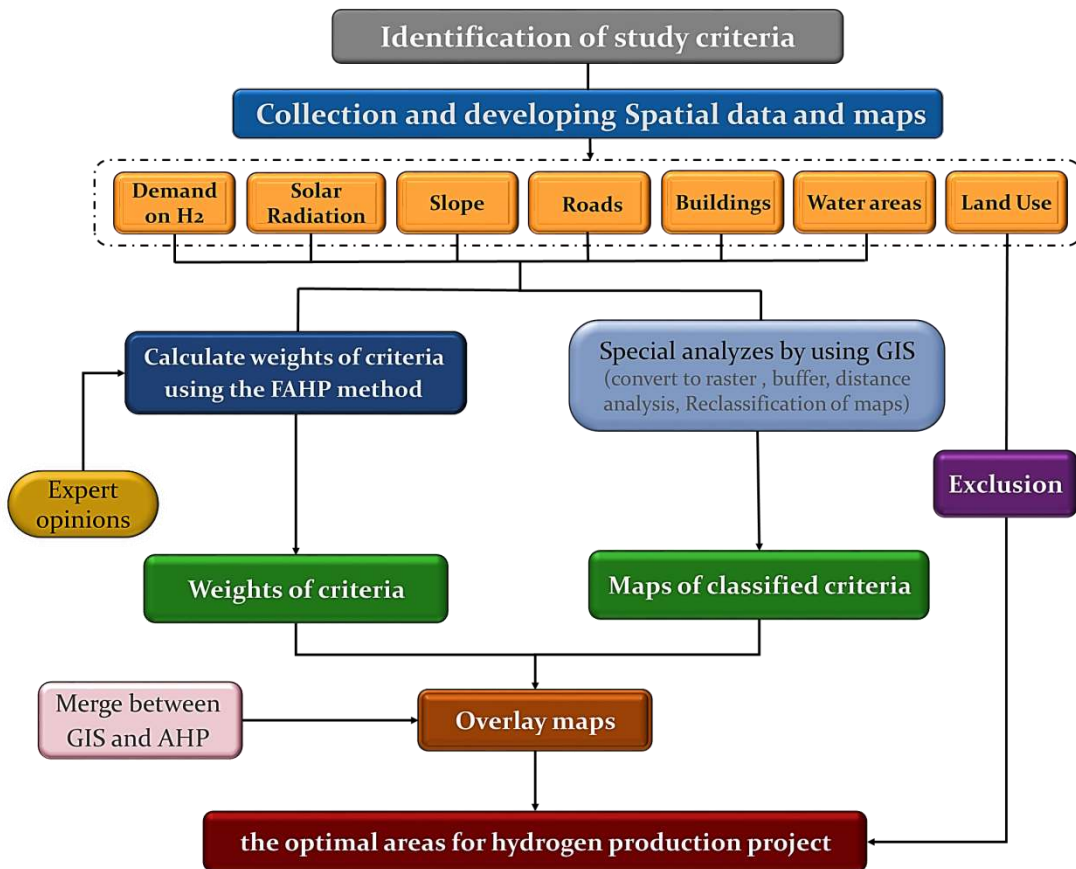 Identification of study criteria
Collection and developing Spatial data and maps
Demand
on H2
Solar
Radiation
Slope
Roads
Buildings
Water areas
Land Use
Calculate weights of criteria
using the FAHP method
Special analyzes by using GIS
(convert to raster , buffer, distance
analysis, Reclassification of maps)
Expert
opinions
Exclusion
Weights of criteria
Maps of classified criteria
Merge between
GIS and AHP
Overlay maps
the optimal areas for hydrogen production project